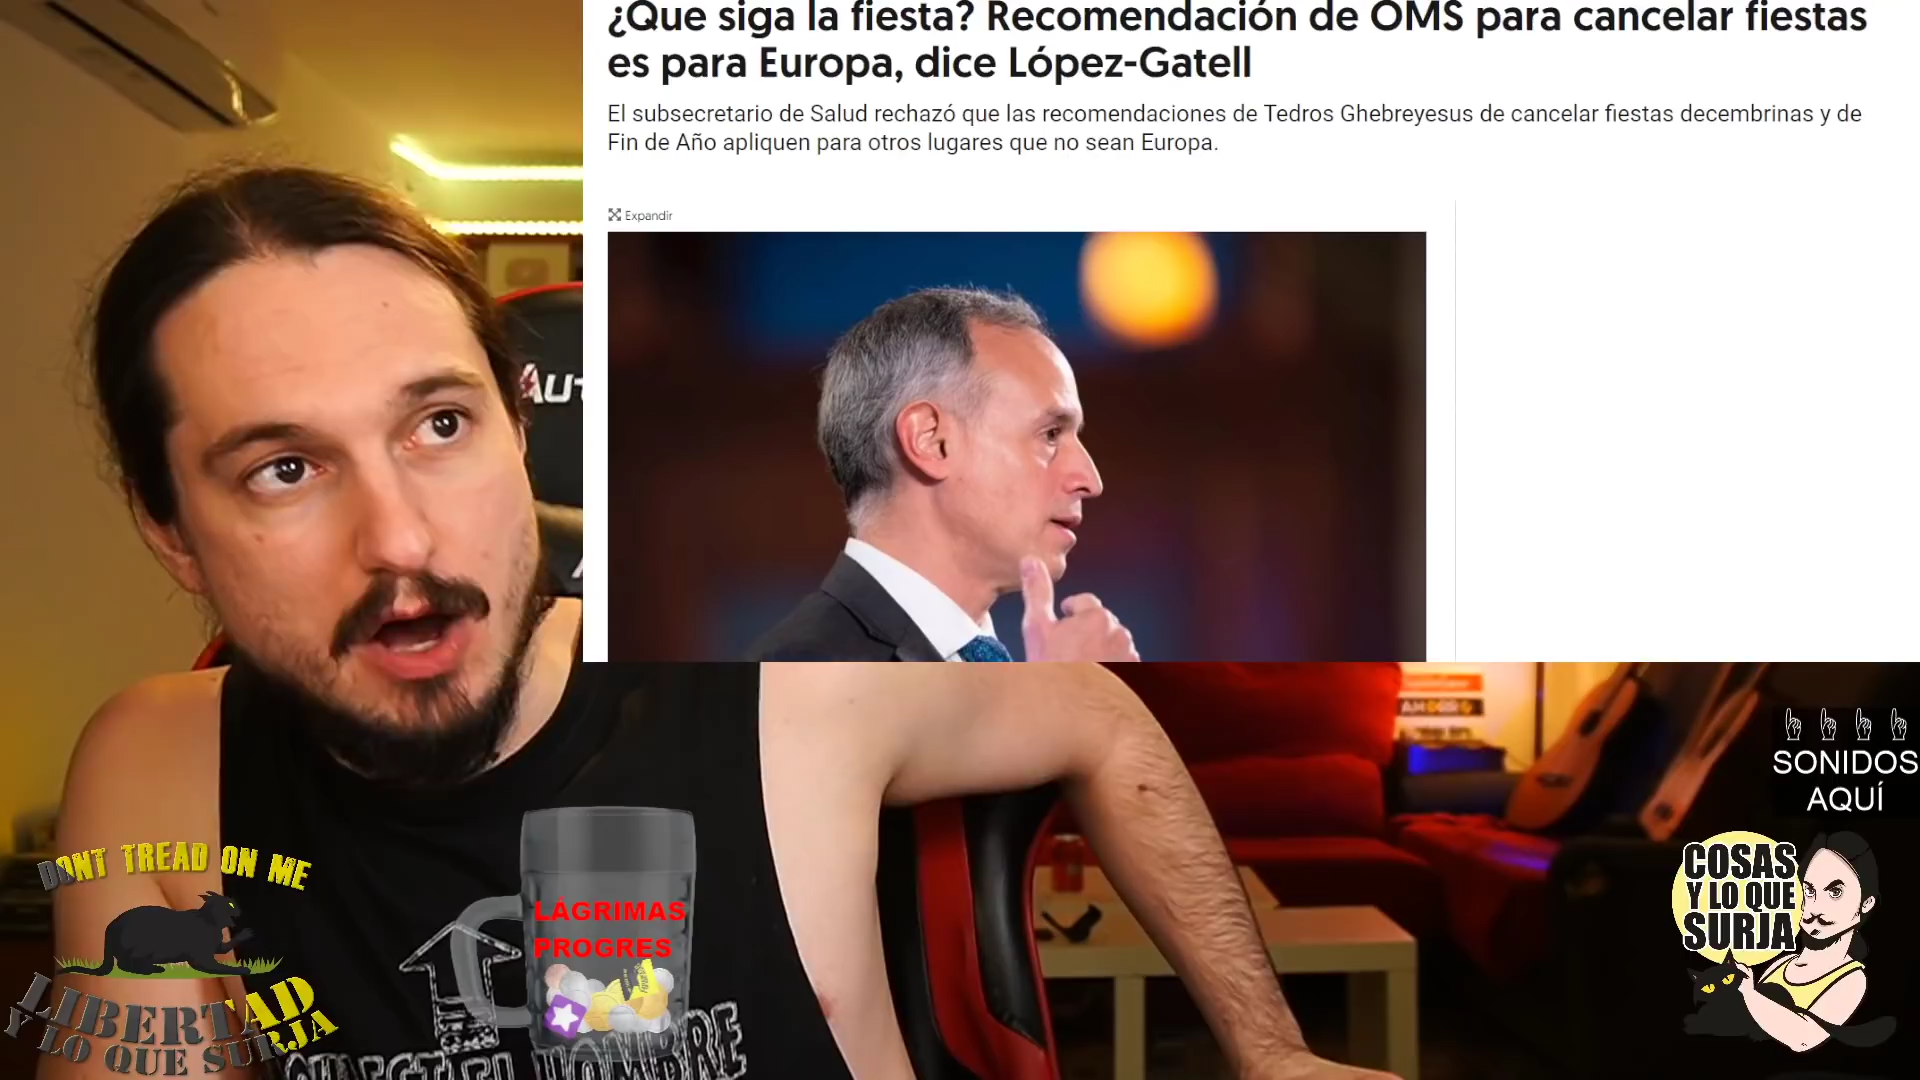 ¿Que siga la fiesta? Recomendación de OMS para cancelar fiestas
es para Europa, dice López-Gatell
El subsecretario de Salud rechazó que las recomendaciones de Tedros Ghebreyesus de cancelar fiestas decembrinas y de
Fin de Año apliquen para otros lugares que no sean Europa.
Expandir
SONIDOS
AQUÍ
DONT TREAD ON ME
LIBERTAD
Y LO QUE SURJA
LÁGRIMAS
PROGRES
HOMBRE
COSAS
Y LO QUE
SURJA